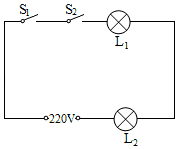 S₁ S₂
L₁
220V
L₂